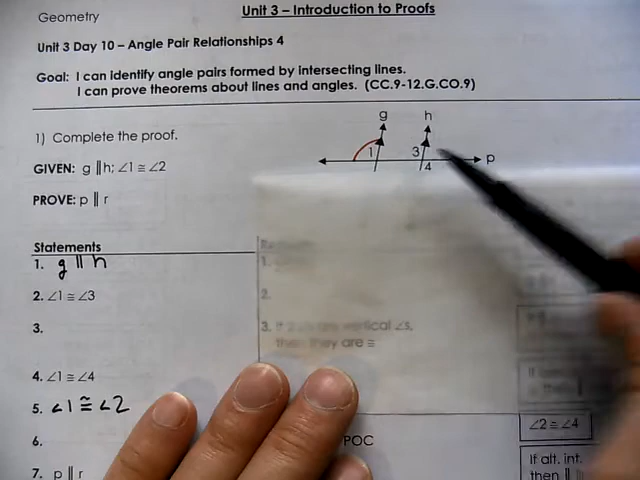 Geometry
Unit 3 – Introduction to Proofs
Unit 3 Day 10 – Angle Pair Relationships 4
Goal: I can identify angle pairs formed by intersecting lines.
I can prove theorems about lines and angles. (CC.9-12.G.CO.9)
1) Complete the proof.
g h
1 3 p
4
GIVEN: g ∥ h; ∠1 ≅ ∠2
PROVE: p ∥ r
Statements
1. g ∥ h
1.
2. ∠1 ≅ ∠3
2.
3.
3. If 2 ∠s are vertical ∠s,
then they are ≅
4. ∠1 ≅ ∠4
5. ∠1 ≅ ∠2
∠2 ≅ ∠4
6.
POC
If alt. int.
then ∥
7. p ∥ r